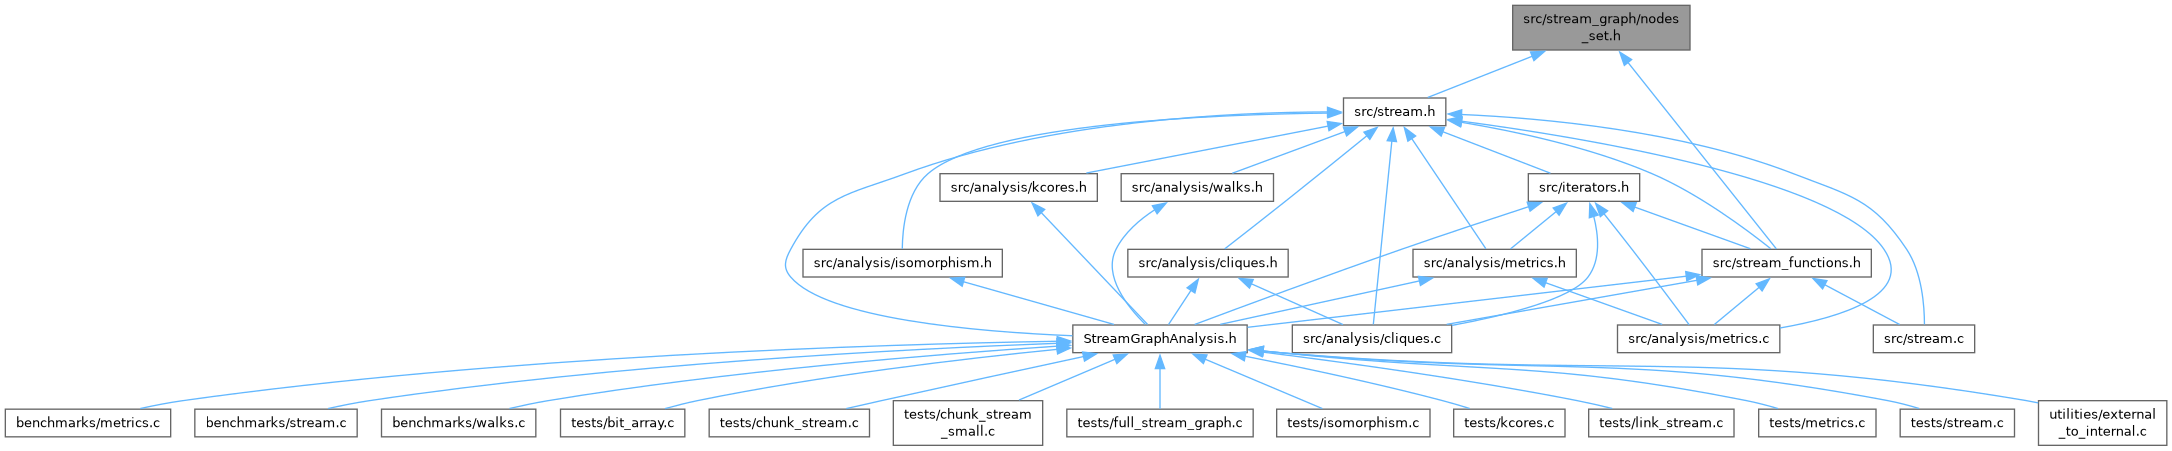 src/stream_graph/nodes
_set.h
src/stream.h
src/analysis/kcores.h
src/analysis/walks.h
src/iterators.h
src/analysis/isomorphism.h
src/analysis/cliques.h
src/analysis/metrics.h
src/stream_functions.h
StreamGraphAnalysis.h
src/analysis/cliques.c
src/analysis/metrics.c
src/stream.c
benchmarks/metrics.c
benchmarks/stream.c
benchmarks/walks.c
tests/bit_array.c
tests/chunk_stream.c
tests/chunk_stream
_small.c
tests/full_stream_graph.c
tests/isomorphism.c
tests/kcores.c
tests/link_stream.c
tests/metrics.c
tests/stream.c
utilities/external
_to_internal.c